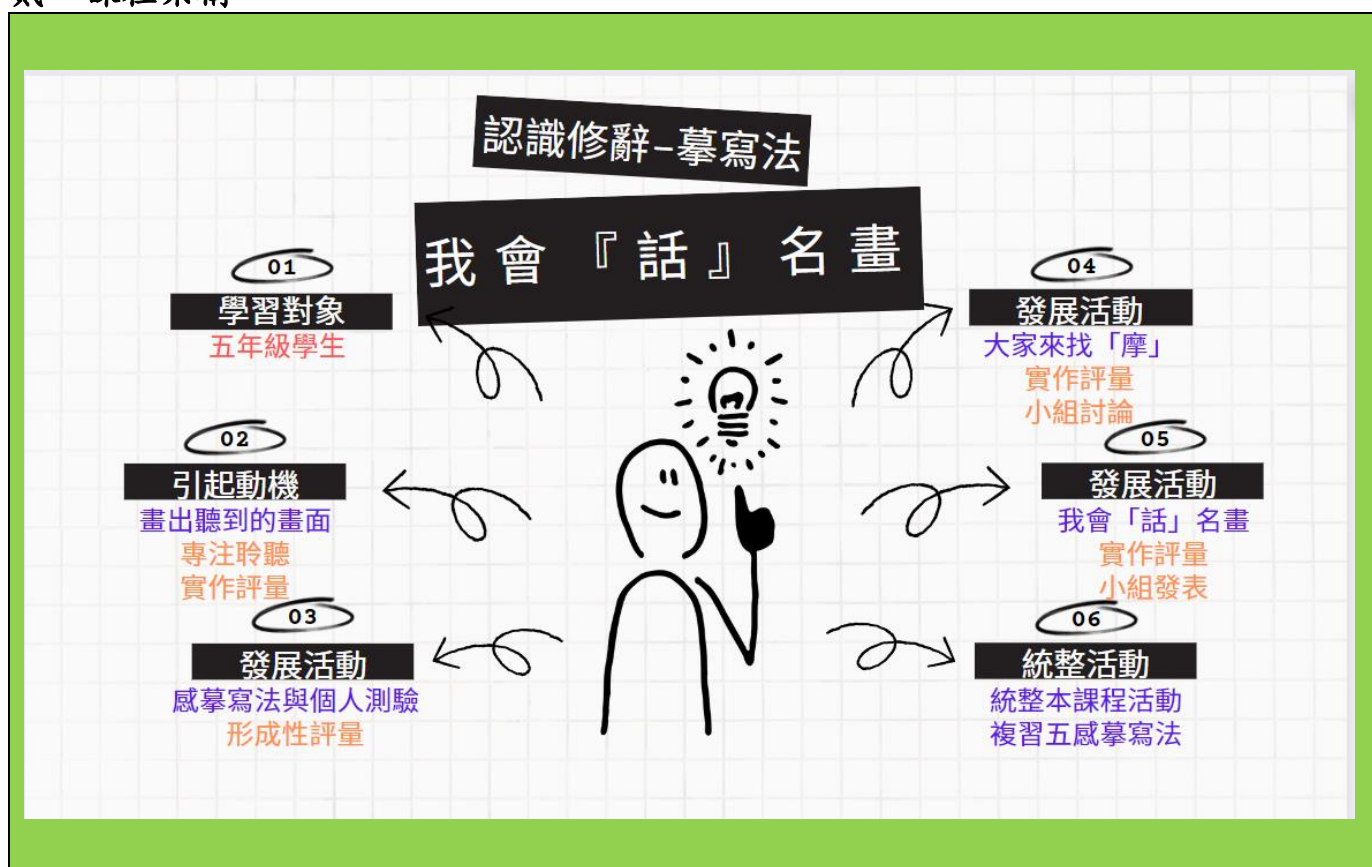 認識修辭-摹寫法
我會『話』名畫
01
學習對象
五年級學生
02
引起動機
畫出聽到的畫面
專注聆聽
實作評量
03
發展活動
感摹寫法與個人測驗
形成性評量
04
發展活動
大家來找「摩」
實作評量
小組討論
05
發展活動
我會「話」名畫
實作評量
小組發表
06
統整活動
統整本課程活動
複習五感摹寫法